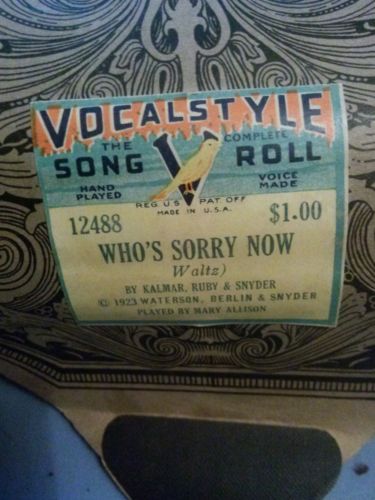 VOCALSTYLE
THE COMPLETE
SONG V ROLL
HAND PLAYED VOICE MADE
REG U.S PAT OFF
MADE IN U.S.A.
12488 $1.00
WHO'S SORRY NOW
Waltz)
BY KALMAR, RUBY & SNYDER
© 1923 WATERSON, BERLIN & SNYDER
PLAYED BY MARY ALLISON